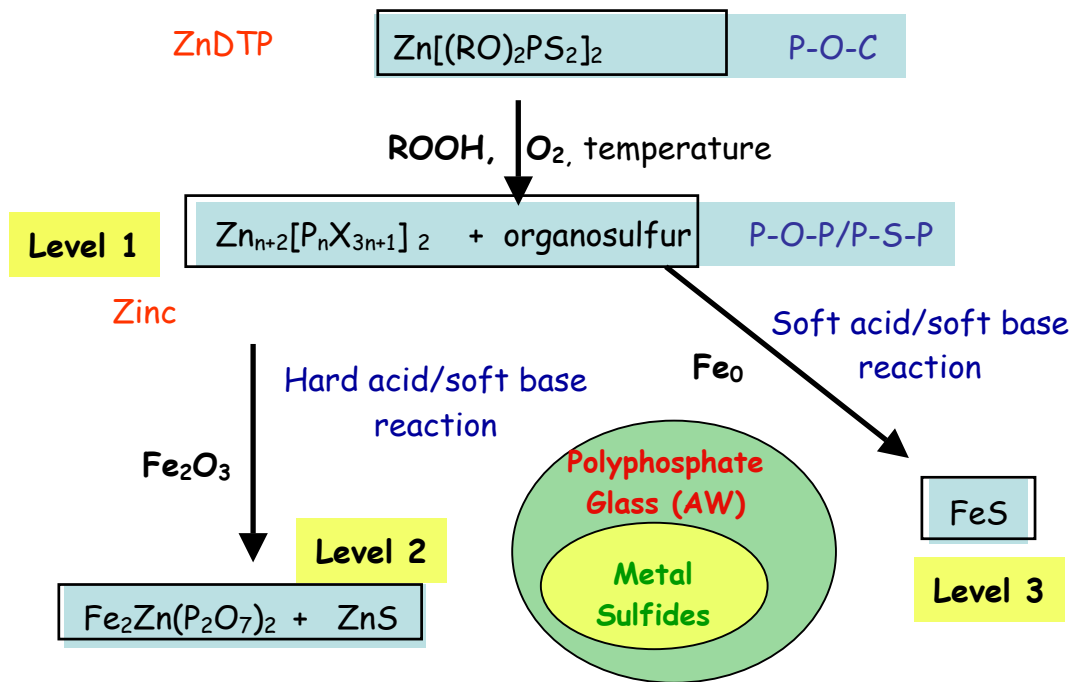 ZnDTP
Zn[(RO)₂PS₂]₂
P-O-C
ROOH, O₂, temperature
Level 1
Znₙ₊₂[PₙX₃ₙ₊₁] ₂ + organosulfur
P-O-P/P-S-P
Zinc
Soft acid/soft base
reaction
Hard acid/soft base
reaction
Fe₀
Fe₂O₃
Polyphosphate
Glass (AW)
Metal
Sulfides
FeS
Level 3
Level 2
Fe₂Zn(P₂O₇)₂ + ZnS